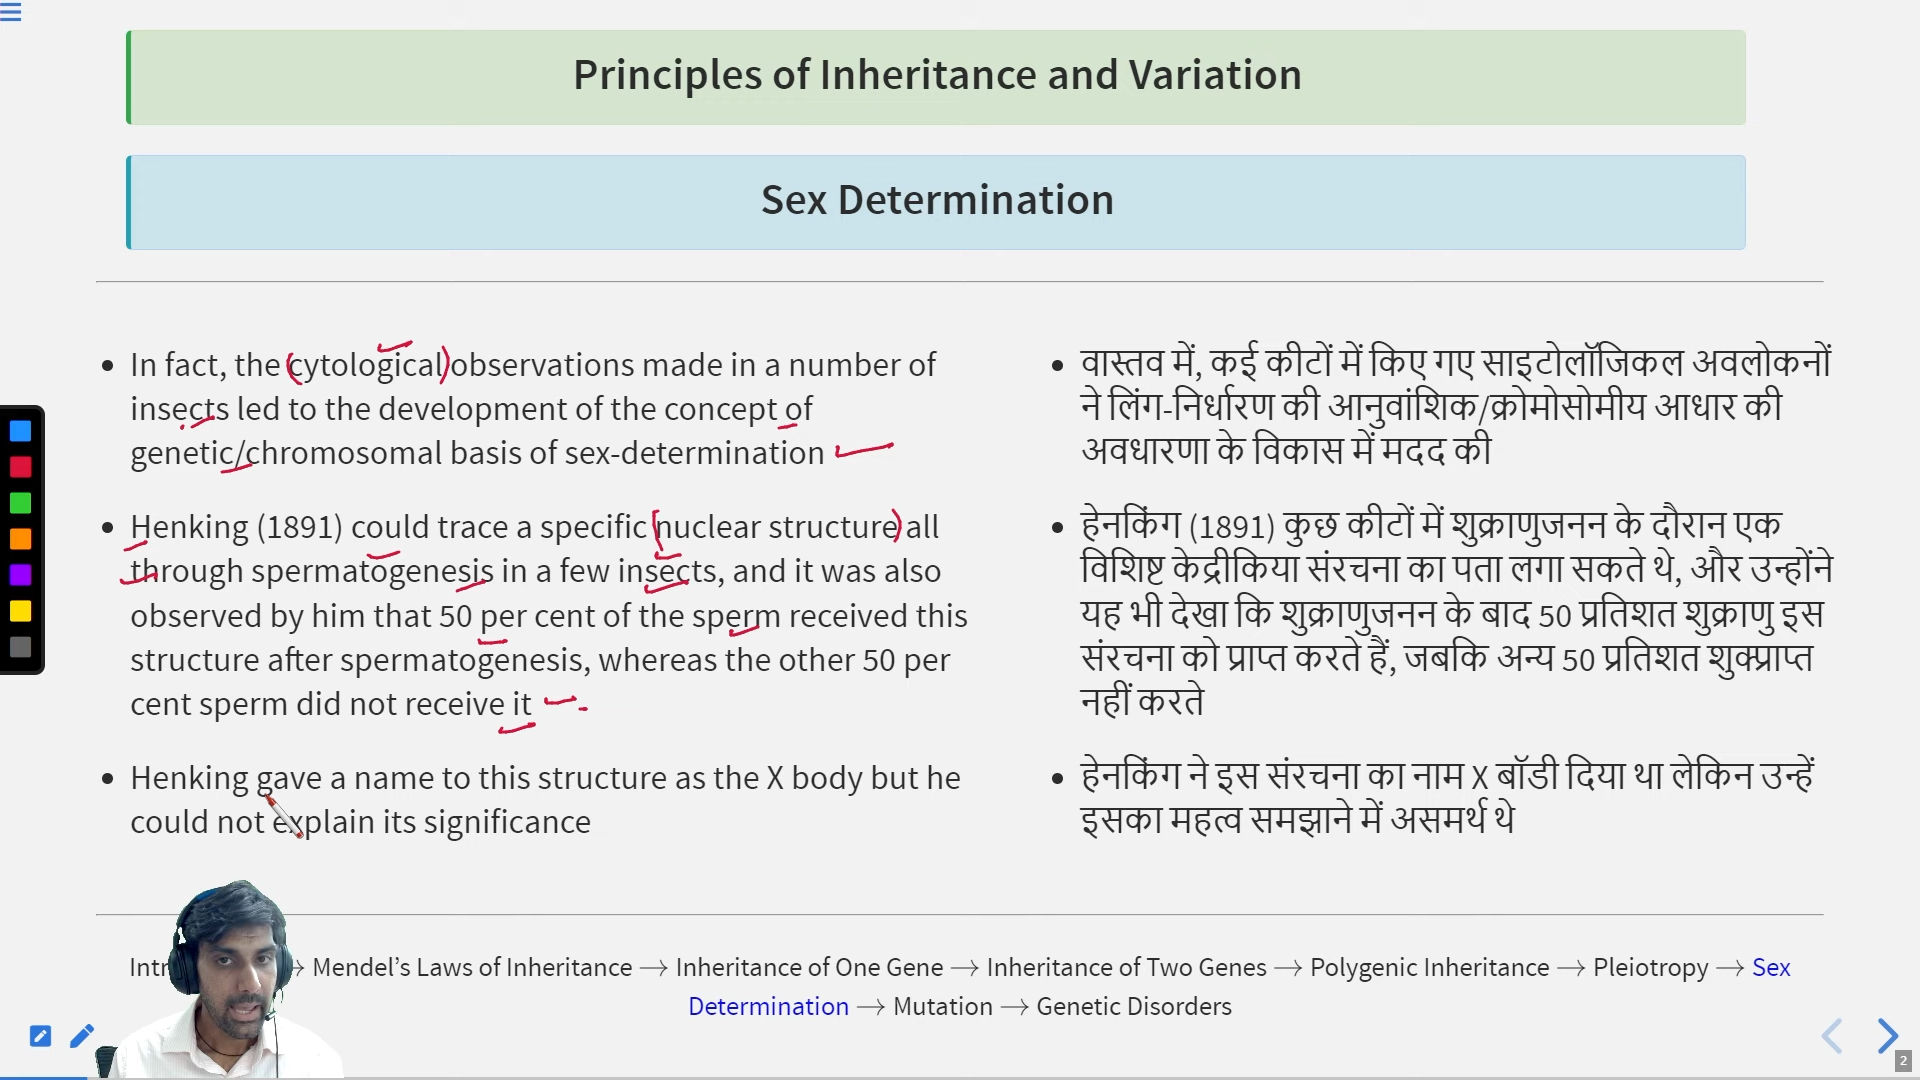 Principles of Inheritance and Variation
Sex Determination
• In fact, the cytological observations made in a number of
insects led to the development of the concept of
genetic/chromosomal basis of sex-determination
• Henking (1891) could trace a specific nuclear structure all
through spermatogenesis in a few insects, and it was also
observed by him that 50 per cent of the sperm received this
structure after spermatogenesis, whereas the other 50 per
cent sperm did not receive it
• Henking gave a name to this structure as the X body but he
could not explain its significance
• वास्तव में, कई कीटों में किए गए साइटोलॉजिकल अवलोकनों
ने लिंग-निर्धारण की आनुवांशिक/क्रोमोसोमीय आधार की
अवधारणा के विकास में मदद की
• हेनकिंग (1891) कुछ कीटों में शुक्राणुजनन के दौरान एक
विशिष्ट केद्रीकिया संरचना का पता लगा सकते थे, और उन्होंने
यह भी देखा कि शुक्राणुजनन के बाद 50 प्रतिशत शुक्राणु इस
संरचना को प्राप्त करते हैं, जबकि अन्य 50 प्रतिशत शुक्प्राप्त
नहीं करते
• हेनकिंग ने इस संरचना का नाम X बॉडी दिया था लेकिन उन्हें
इसका महत्व समझाने में असमर्थ थे
→ Mendel’s Laws of Inheritance → Inheritance of One Gene → Inheritance of Two Genes → Polygenic Inheritance → Pleiotropy → Sex
Determination → Mutation → Genetic Disorders
2